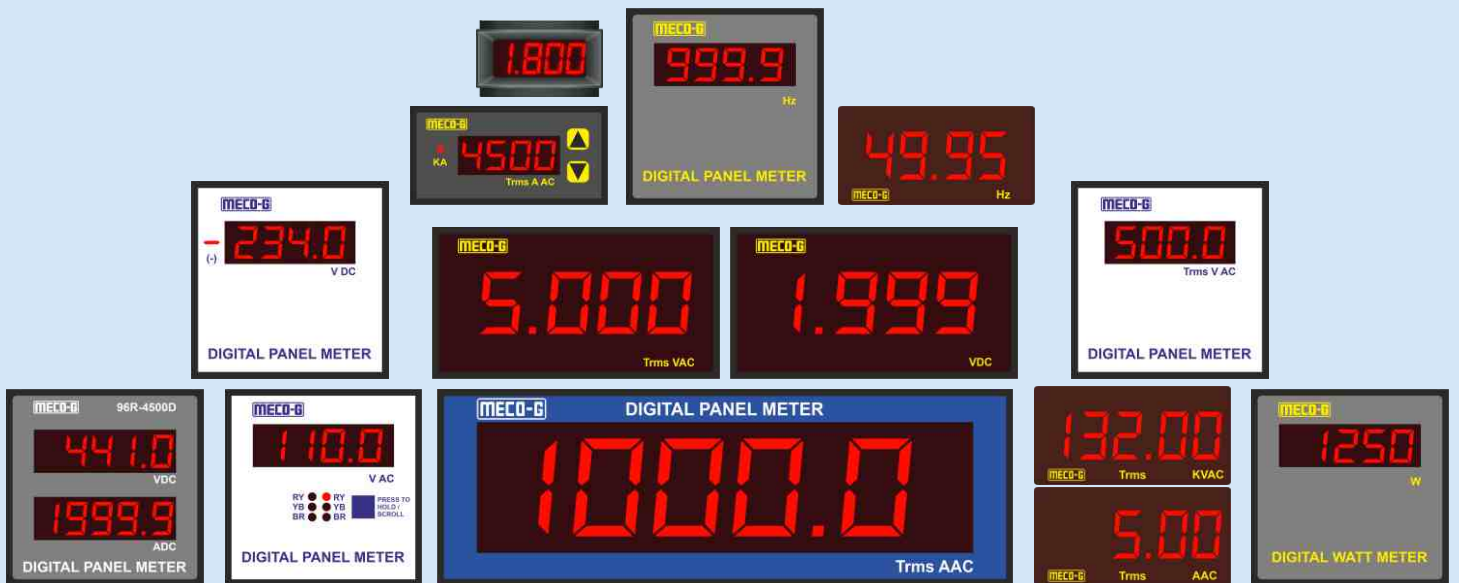 1.800
MECO-G
999.9
Hz
DIGITAL PANEL METER
MECO-G
KA
4500
Trms A AC
49.95
MECO-G
Hz
MECO-G
(-)
234.0
V DC
DIGITAL PANEL METER
MECO-G
5.000
Trms VAC
MECO-G
1.999
VDC
MECO-G
500.0
Trms V AC
DIGITAL PANEL METER
MECO-G 96R-4500D
441.0
VDC
1999.9
ADC
DIGITAL PANEL METER
MECO-G
110.0
V AC
RY RY
YB YB
BR BR
PRESS TO
HOLD /
SCROLL
DIGITAL PANEL METER
MECO-G DIGITAL PANEL METER
1000.0
Trms AAC
132.00
MECO-G Trms KVAC
5.00
MECO-G Trms AAC
MECO-G
1250
W
DIGITAL WATT METER